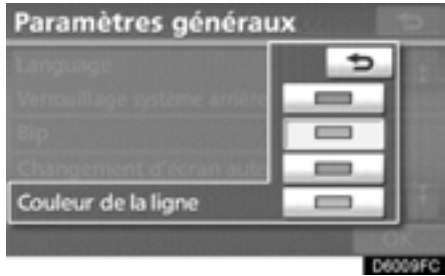 Paramètres généraux
Language
Verrouillage système arrière
Bip
Changement d'écran auto
Couleur de la ligne
OK
D6009FC